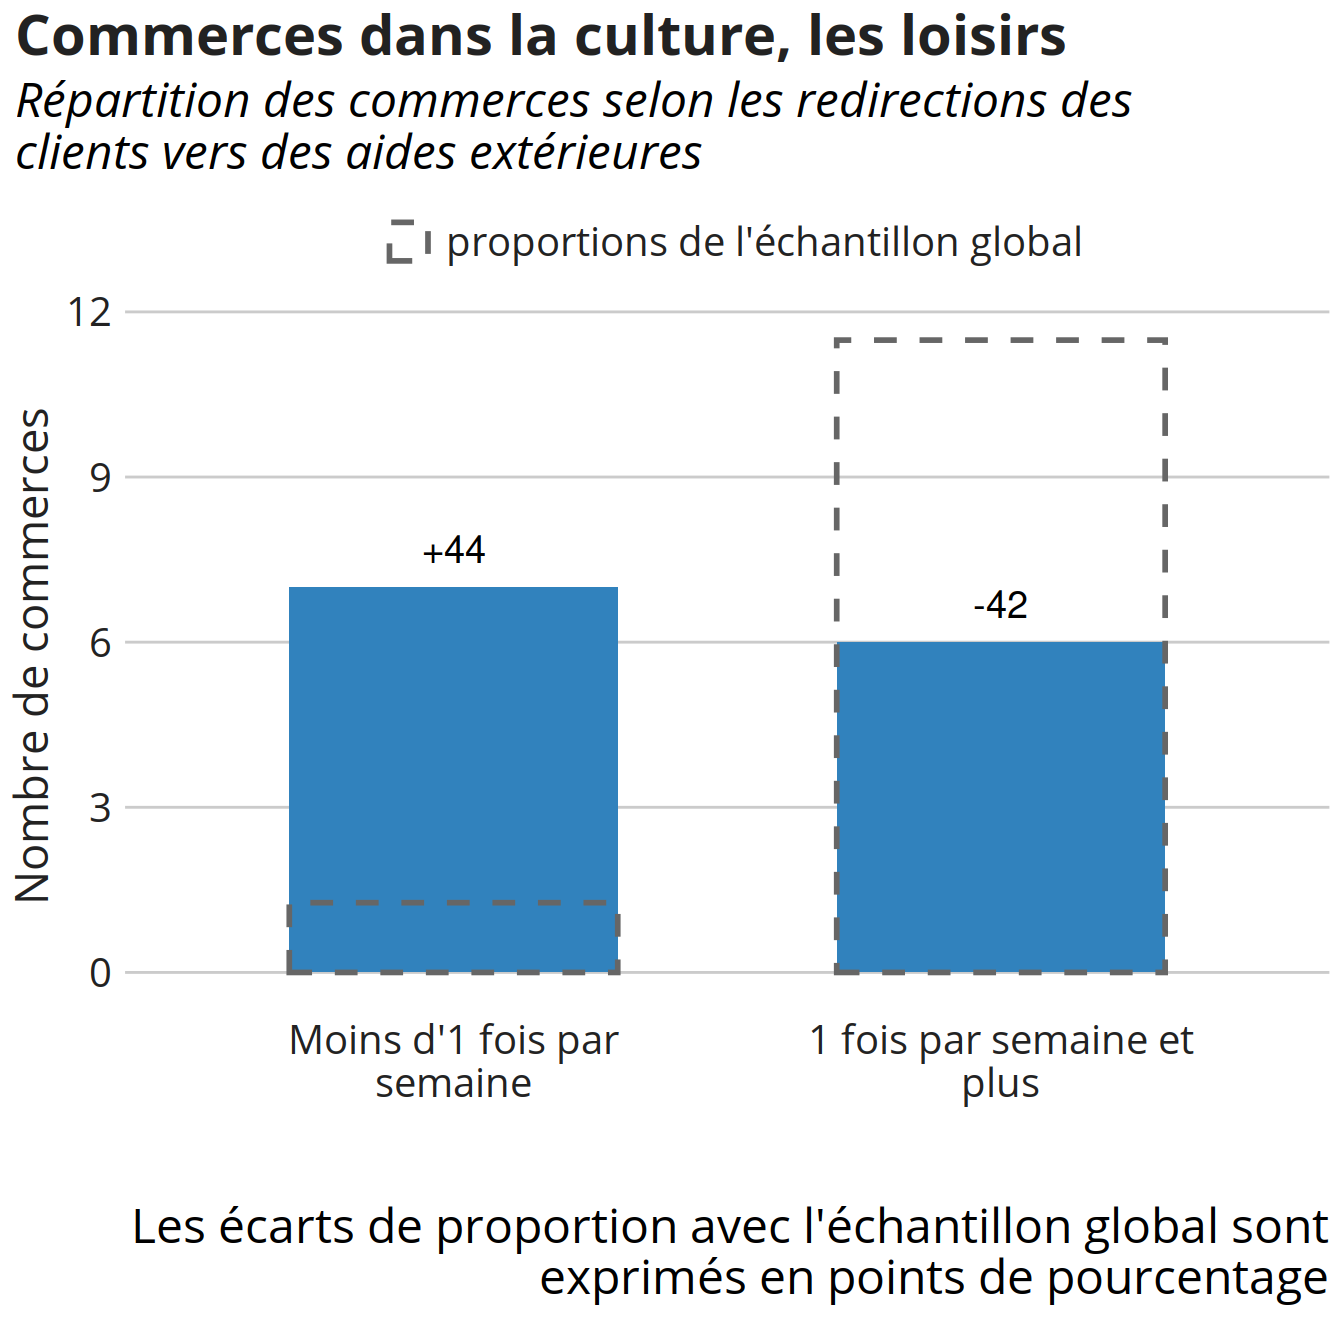 Commerces dans la culture, les loisirs
Répartition des commerces selon les redirections des
clients vers des aides extérieures
proportions de l'échantillon global
Nombre de commerces
12
9
6
3
0
+44
-42
Moins d'1 fois par
semaine
1 fois par semaine et
plus
Les écarts de proportion avec l'échantillon global sont
exprimés en points de pourcentage